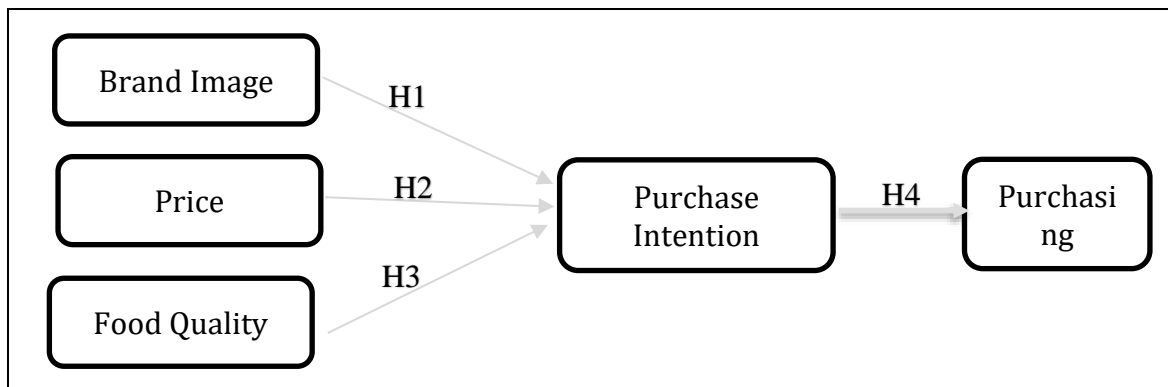 Brand Image
H1
Price
H2
Purchase
Intention
H4
Purchasi
ng
H3
Food Quality